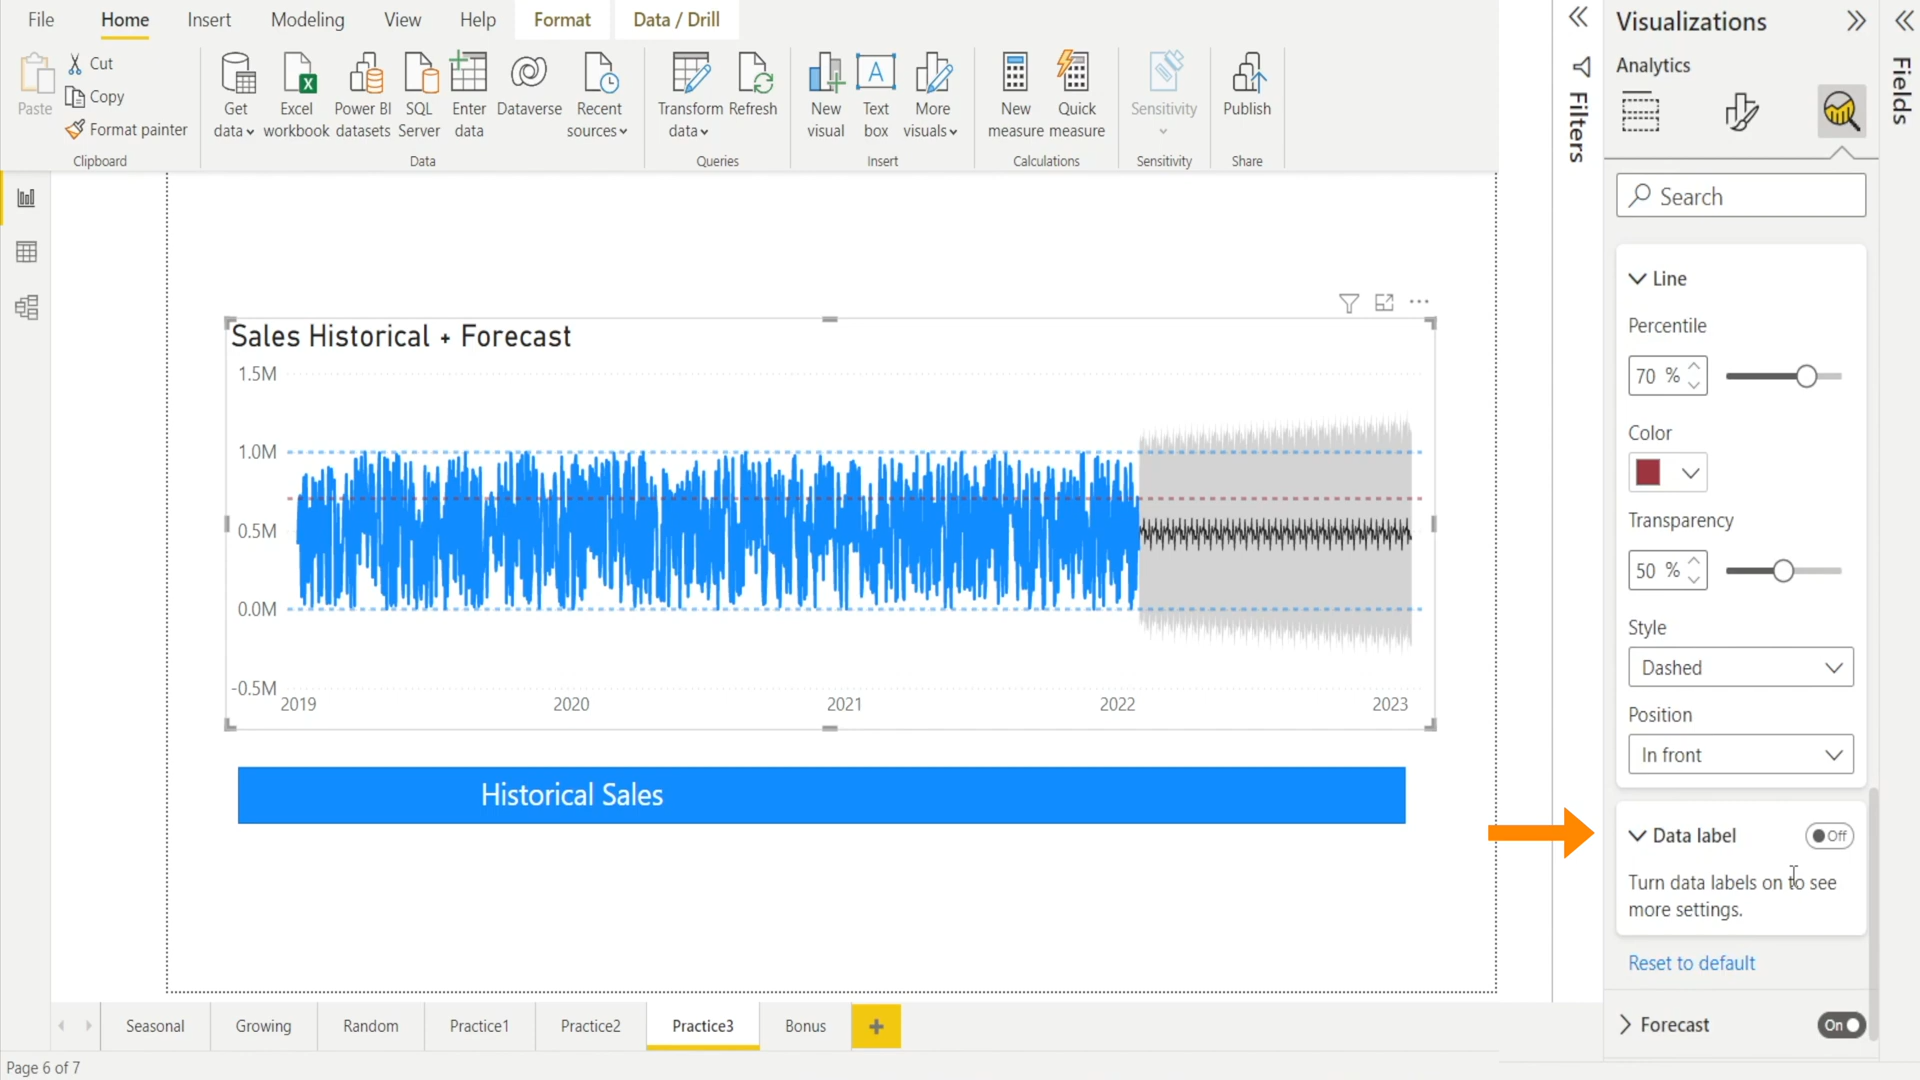 File Home Insert Modeling View Help Format Data / Drill
Paste
Cut
Copy
Format painter
Clipboard
Get data
Excel workbook
Power BI datasets
SQL Server
Enter data
Dataverse
Recent sources
Data
Transform data
Refresh
Queries
New visual
A
Text box
More visuals
Insert
New measure
Quick measure
Calculations
Sensitivity
Sensitivity
Publish
Share
Filters
Visualizations
Analytics
Fields
Search
Line
Percentile
70 %
Color
Transparency
50 %
Style
Dashed
Position
In front
Data label Off
Turn data labels on to see
more settings.
Reset to default
Forecast On
Sales Historical + Forecast
1.5M
1.0M
0.5M
0.0M
-0.5M
2019 2020 2021 2022 2023
Historical Sales
Seasonal Growing Random Practice1 Practice2 Practice3 Bonus +
Page 6 of 7